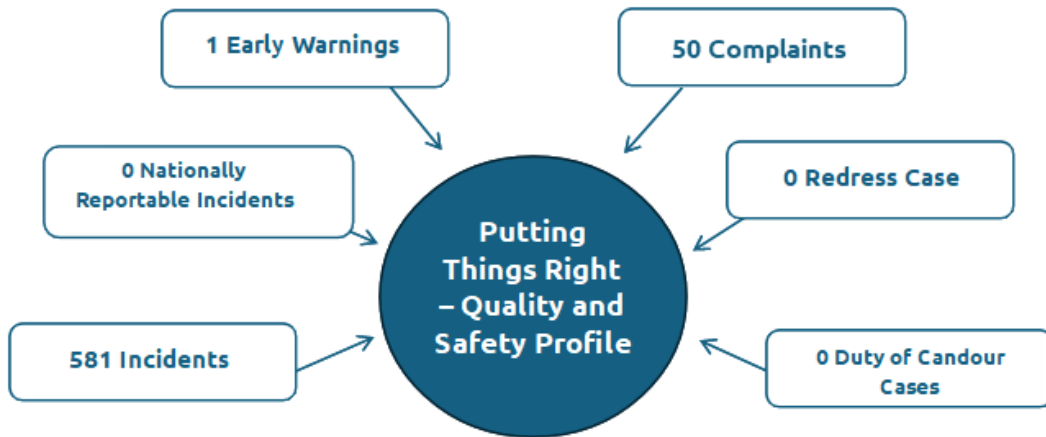 1 Early Warnings
50 Complaints
0 Nationally
Reportable Incidents
0 Redress Case
Putting
Things Right
– Quality and
Safety Profile
581 Incidents
0 Duty of Candour
Cases